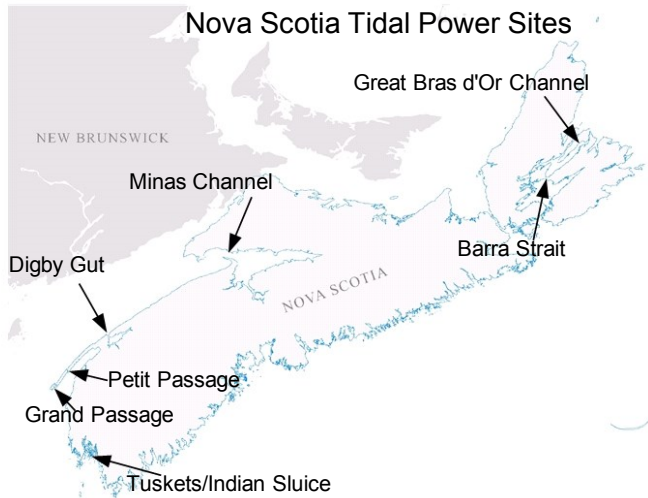 Nova Scotia Tidal Power Sites
Great Bras d'Or Channel
NEW BRUNSWICK
Minas Channel
Barra Strait
Digby Gut
NOVA SCOTIA
Petit Passage
Grand Passage
Tuskets/Indian Sluice